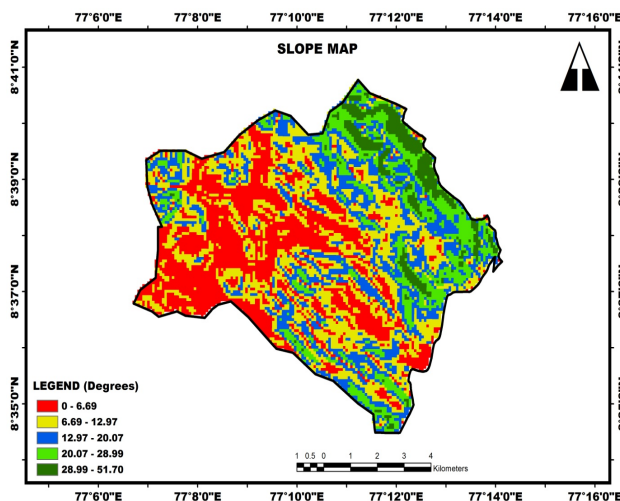 77°6'0"E 77°8'0"E 77°10'0"E 77°12'0"E 77°14'0"E 77°16'0"E
SLOPE MAP
8°41'0"N
8°39'0"N
8°37'0"N
8°35'0"N
LEGEND (Degrees)
0 - 6.69
6.69 - 12.97
12.97 - 20.07
20.07 - 28.99
28.99 - 51.70
1 0.5 0 1 2 3 4
Kilometers
77°6'0"E 77°8'0"E 77°10'0"E 77°12'0"E 77°14'0"E 77°16'0"E